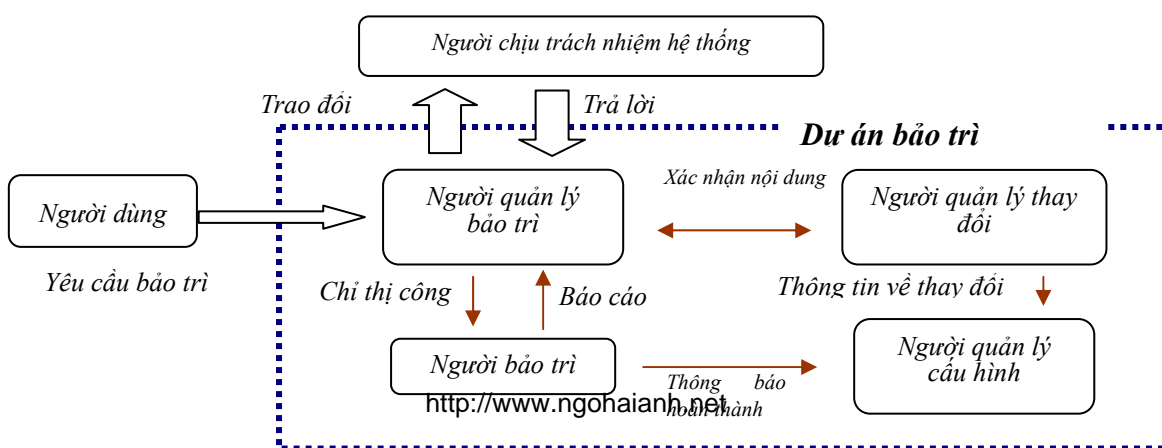 Người chịu trách nhiệm hệ thống
Trao đổi
Trả lời
Dự án bảo trì
Người dùng
Người quản lý
bảo trì
Xác nhận nội dung
Người quản lý thay
đổi
Yêu cầu bảo trì
Chỉ thị công
Báo cáo
Thông tin về thay đổi
Người bảo trì
Thông báo
hoàn thành
Người quản lý
cấu hình
http://www.ngohaianh.net